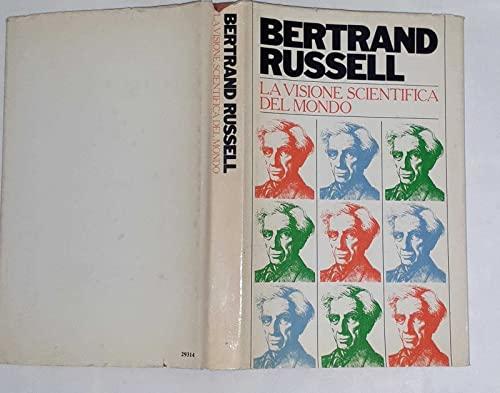 BERTRAND
RUSSELL
LA VISIONE SCIENTIFICA
DEL MONDO
BERTRAND RUSSELL
LA VISIONE SCIENTIFICA DEL MONDO
29314